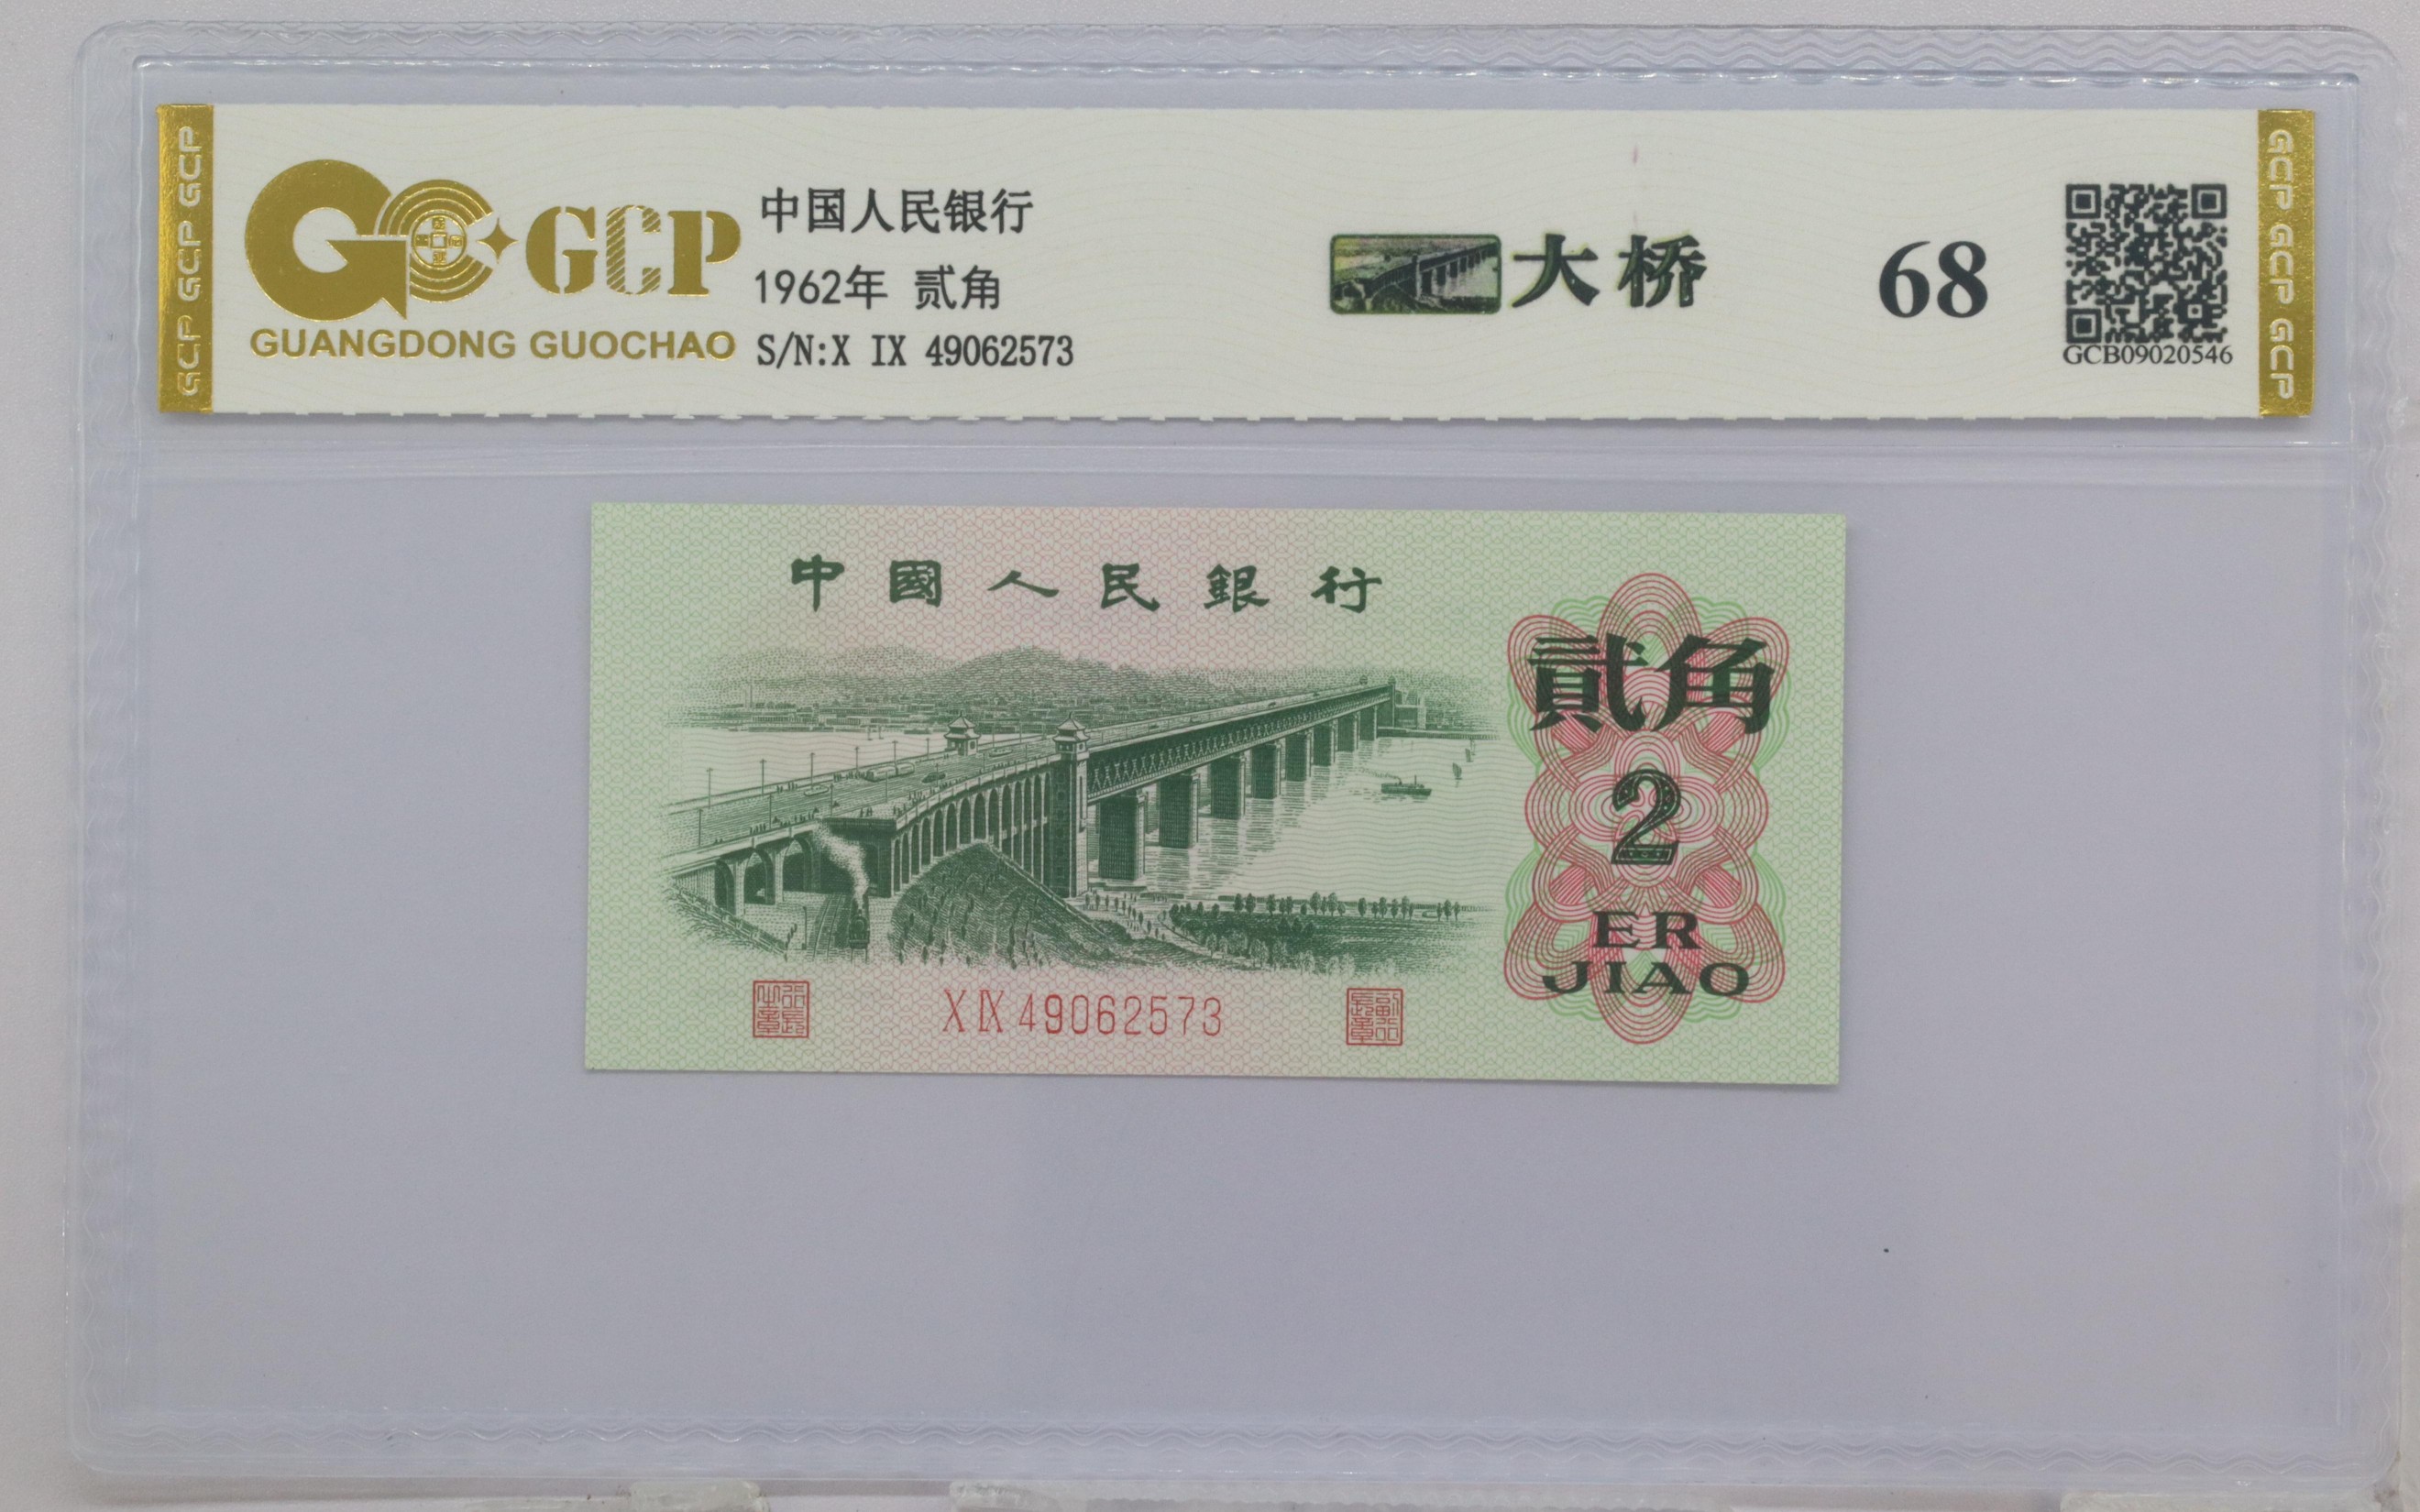 GCP GCP GCP
GCP
GUANGDONG GUOCHAO
中国人民银行
1962年 贰角
S/N:X IX 49062573
大桥
68
GCB09020546
GCP GCP GCP
中國人民銀行
貳角
2
ER
JIAO
X IX 49062573